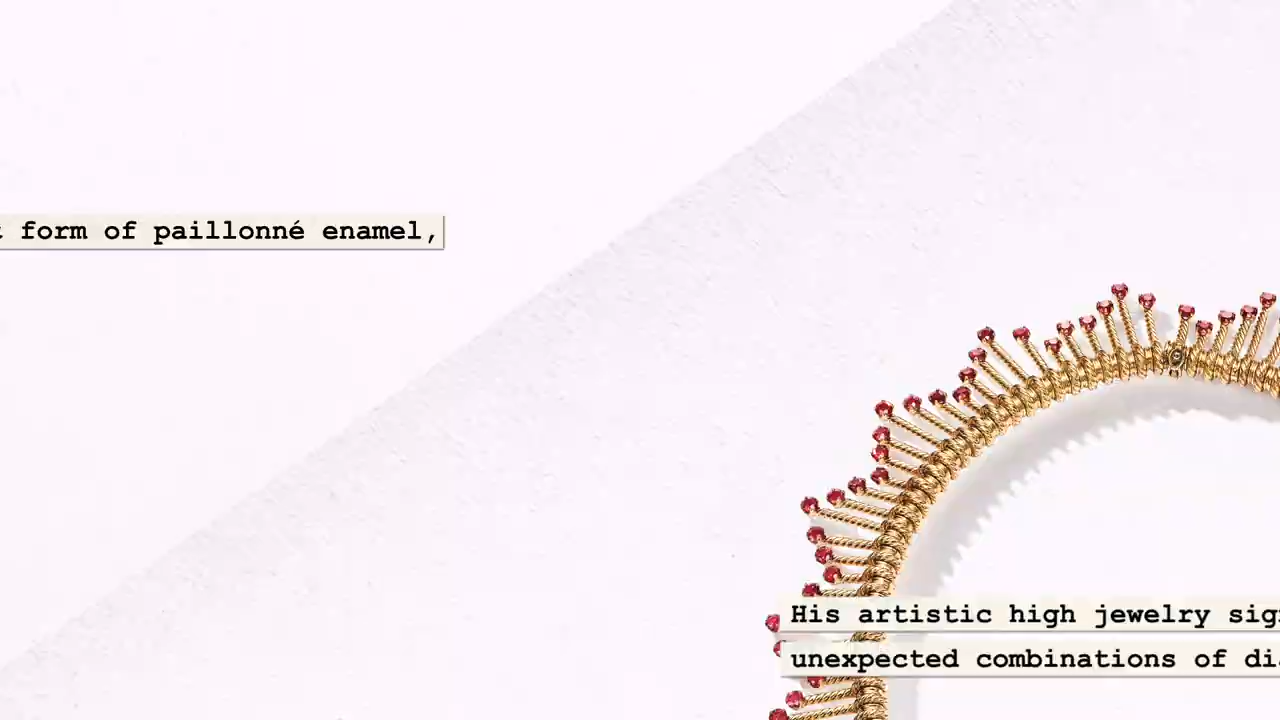 form of paillonné enamel,
His artistic high jewelry
unexpected combinations of